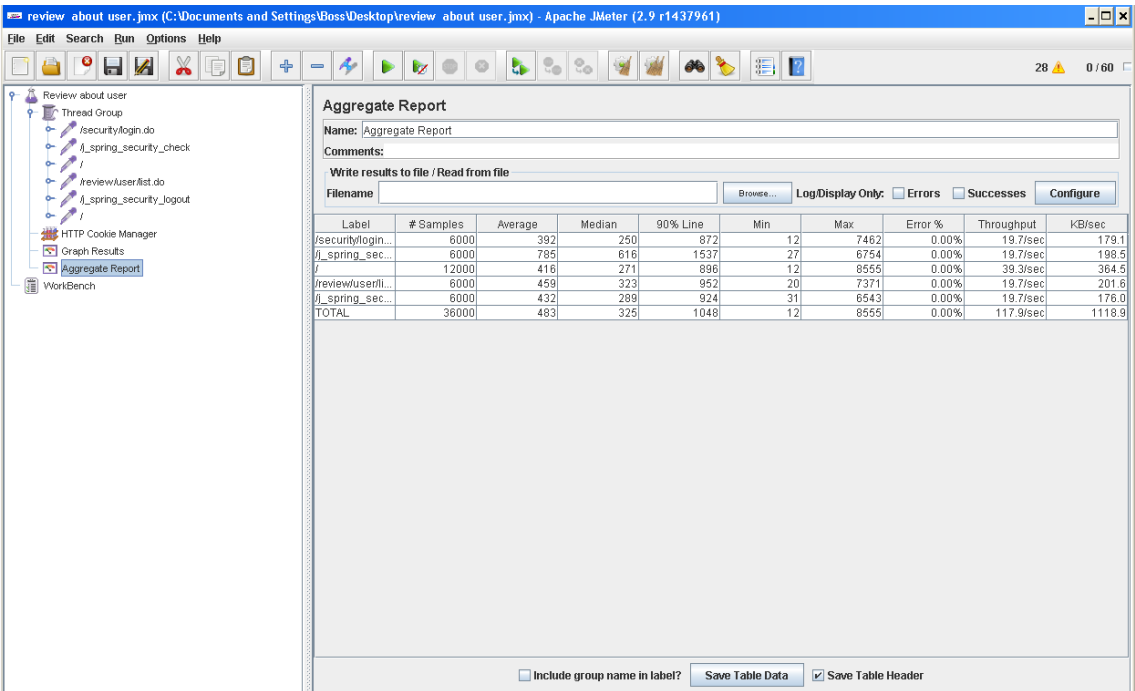 review about user.jmx (C:\Documents and Settings\Boss\Desktop\review about user.jmx) - Apache JMeter (2.9 r1437961)
File Edit Search Run Options Help
28 0 / 60
Review about user
Thread Group
/security/login.do
/j_spring_security_check
/
/review/user/list.do
/j_spring_security_logout
/
HTTP Cookie Manager
Graph Results
Aggregate Report
WorkBench
Aggregate Report
Name: Aggregate Report
Comments:
Write results to file / Read from file
Filename Browse... Log/Display Only: Errors Successes Configure
Label # Samples Average Median 90% Line Min Max Error % Throughput KB/sec
/security/login... 6000 392 250 872 12 7462 0.00% 19.7/sec 179.1
/j_spring_sec... 6000 785 616 1537 27 6754 0.00% 19.7/sec 198.5
/ 12000 416 271 896 12 8555 0.00% 39.3/sec 364.5
/review/user/li... 6000 459 323 952 20 7371 0.00% 19.7/sec 201.6
/j_spring_sec... 6000 432 289 924 31 6543 0.00% 19.7/sec 176.0
TOTAL 36000 483 325 1048 12 8555 0.00% 117.9/sec 1118.9
Include group name in label? Save Table Data Save Table Header